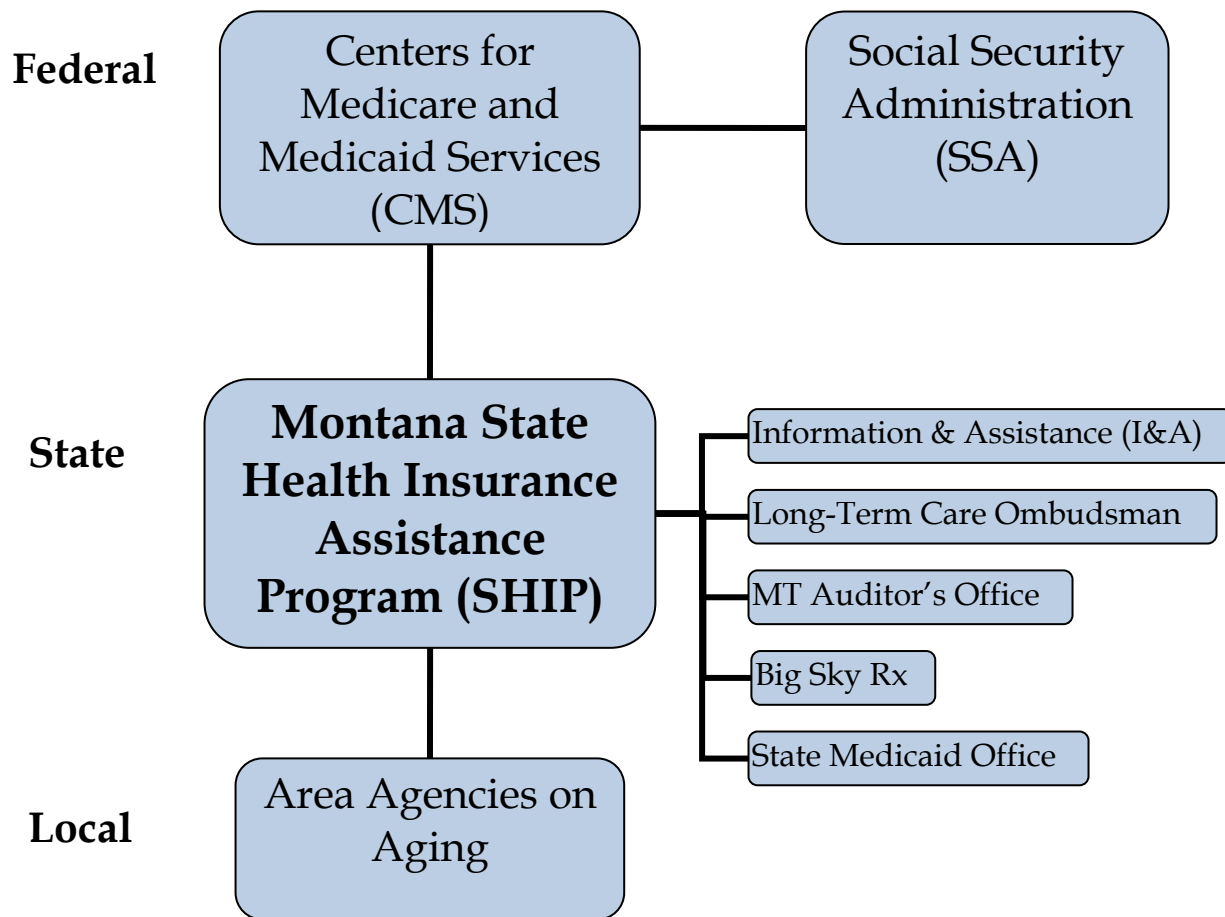 Federal
Centers for
Medicare and
Medicaid Services
(CMS)
Social Security
Administration
(SSA)
State
Montana State
Health Insurance
Assistance
Program (SHIP)
Information & Assistance (I&A)
Long-Term Care Ombudsman
MT Auditor’s Office
Big Sky Rx
State Medicaid Office
Local
Area Agencies on
Aging